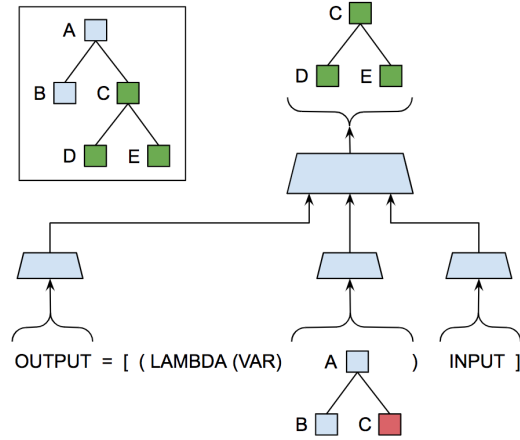 A
B C
D E
C
D E
OUTPUT = [ ( LAMBDA (VAR) A ) INPUT ]
B C